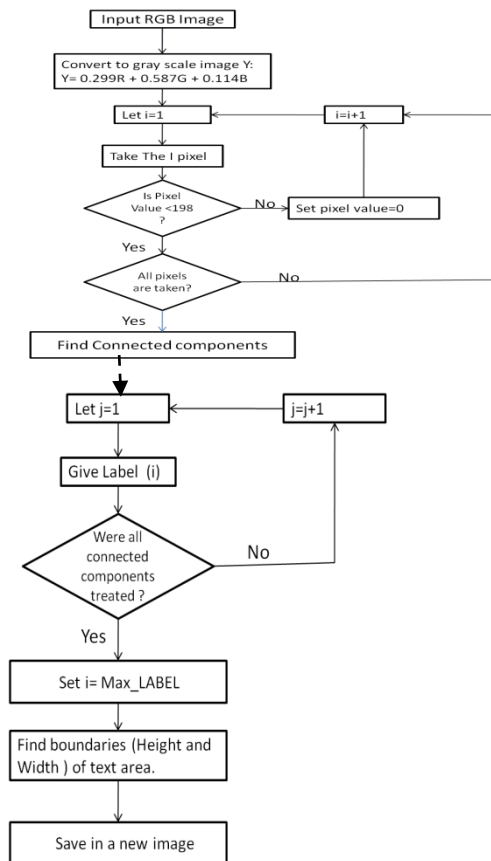 Input RGB Image
Convert to gray scale image Y:
Y= 0.299R + 0.587G + 0.114B
Let i=1
i=i+1
Take The I pixel
Is Pixel
Value <198
?
No
Set pixel value=0
Yes
All pixels
are taken?
No
Yes
Find Connected components
Let j=1
j=j+1
Give Label (i)
Were all
connected
components
treated ?
No
Yes
Set i= Max_LABEL
Find boundaries (Height and
Width ) of text area.
Save in a new image